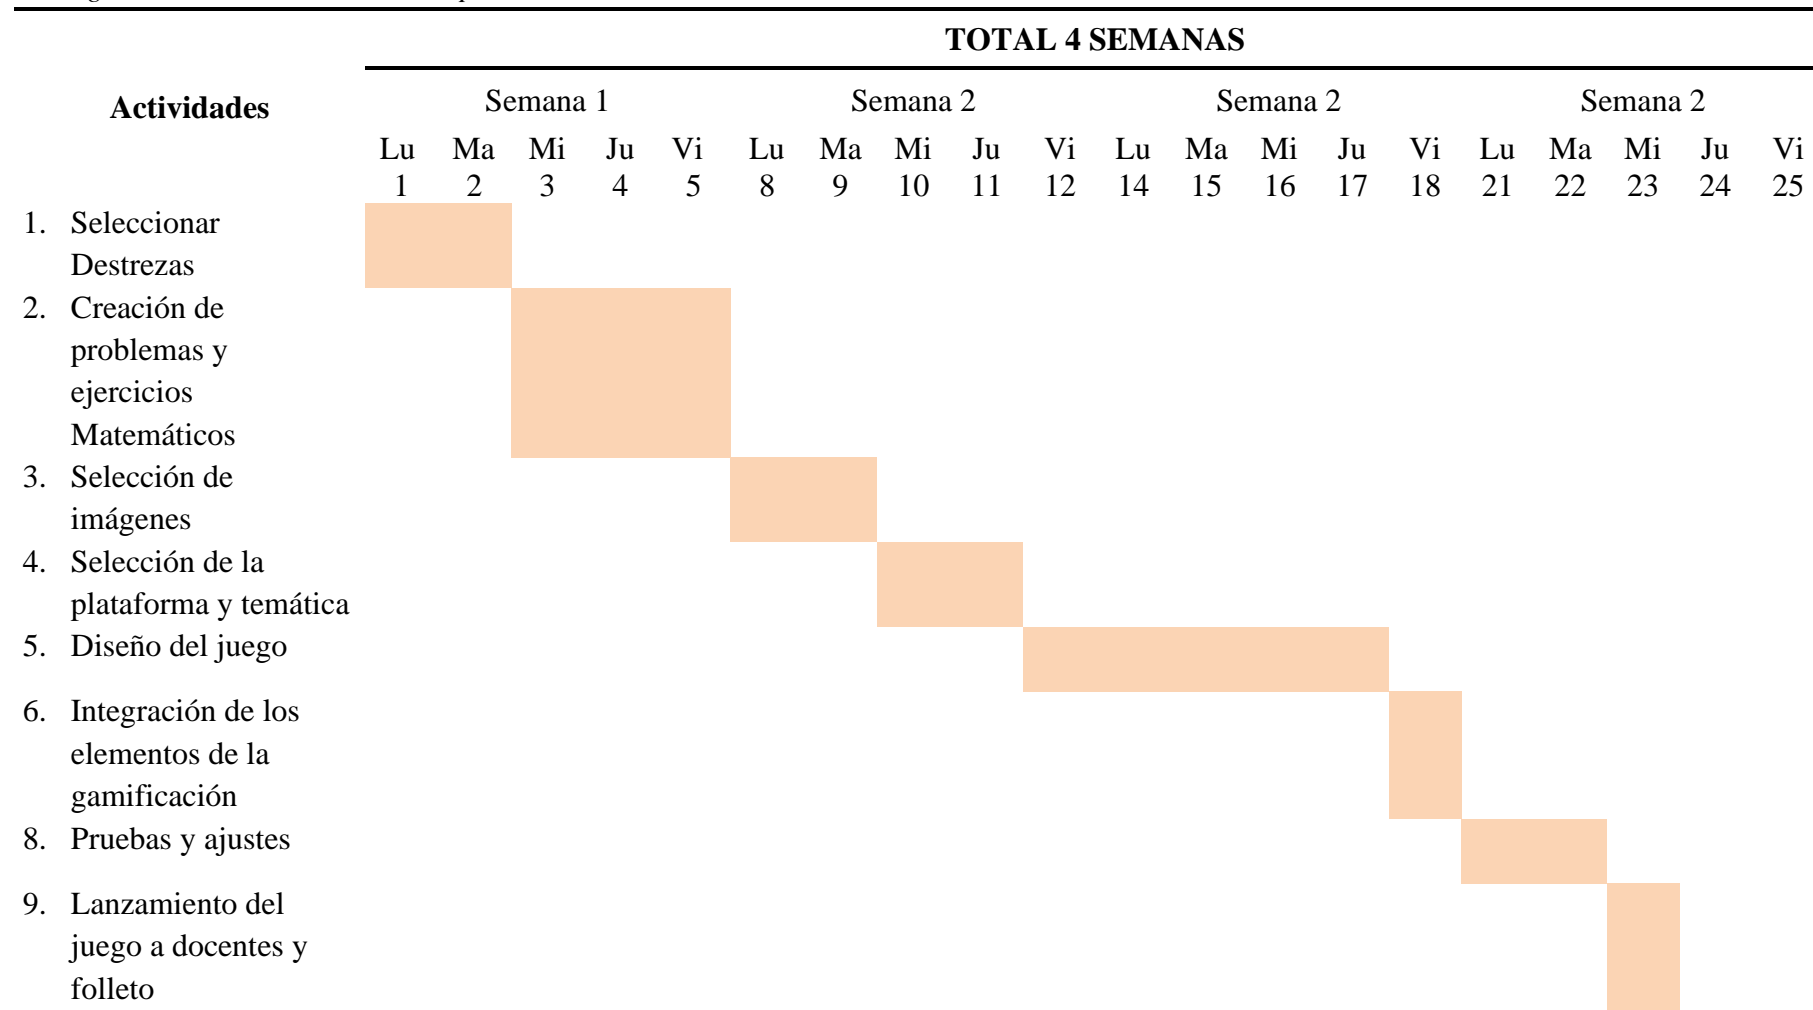 TOTAL 4 SEMANAS
Actividades
Semana 1 Semana 2 Semana 2 Semana 2
Lu Ma Mi Ju Vi Lu Ma Mi Ju Vi Lu Ma Mi Ju Vi Lu Ma Mi Ju Vi
1 2 3 4 5 8 9 10 11 12 14 15 16 17 18 21 22 23 24 25
1. Seleccionar
Destrezas
2. Creación de
problemas y
ejercicios
Matemáticos
3. Selección de
imágenes
4. Selección de la
plataforma y temática
5. Diseño del juego
6. Integración de los
elementos de la
gamificación
8. Pruebas y ajustes
9. Lanzamiento del
juego a docentes y
folleto